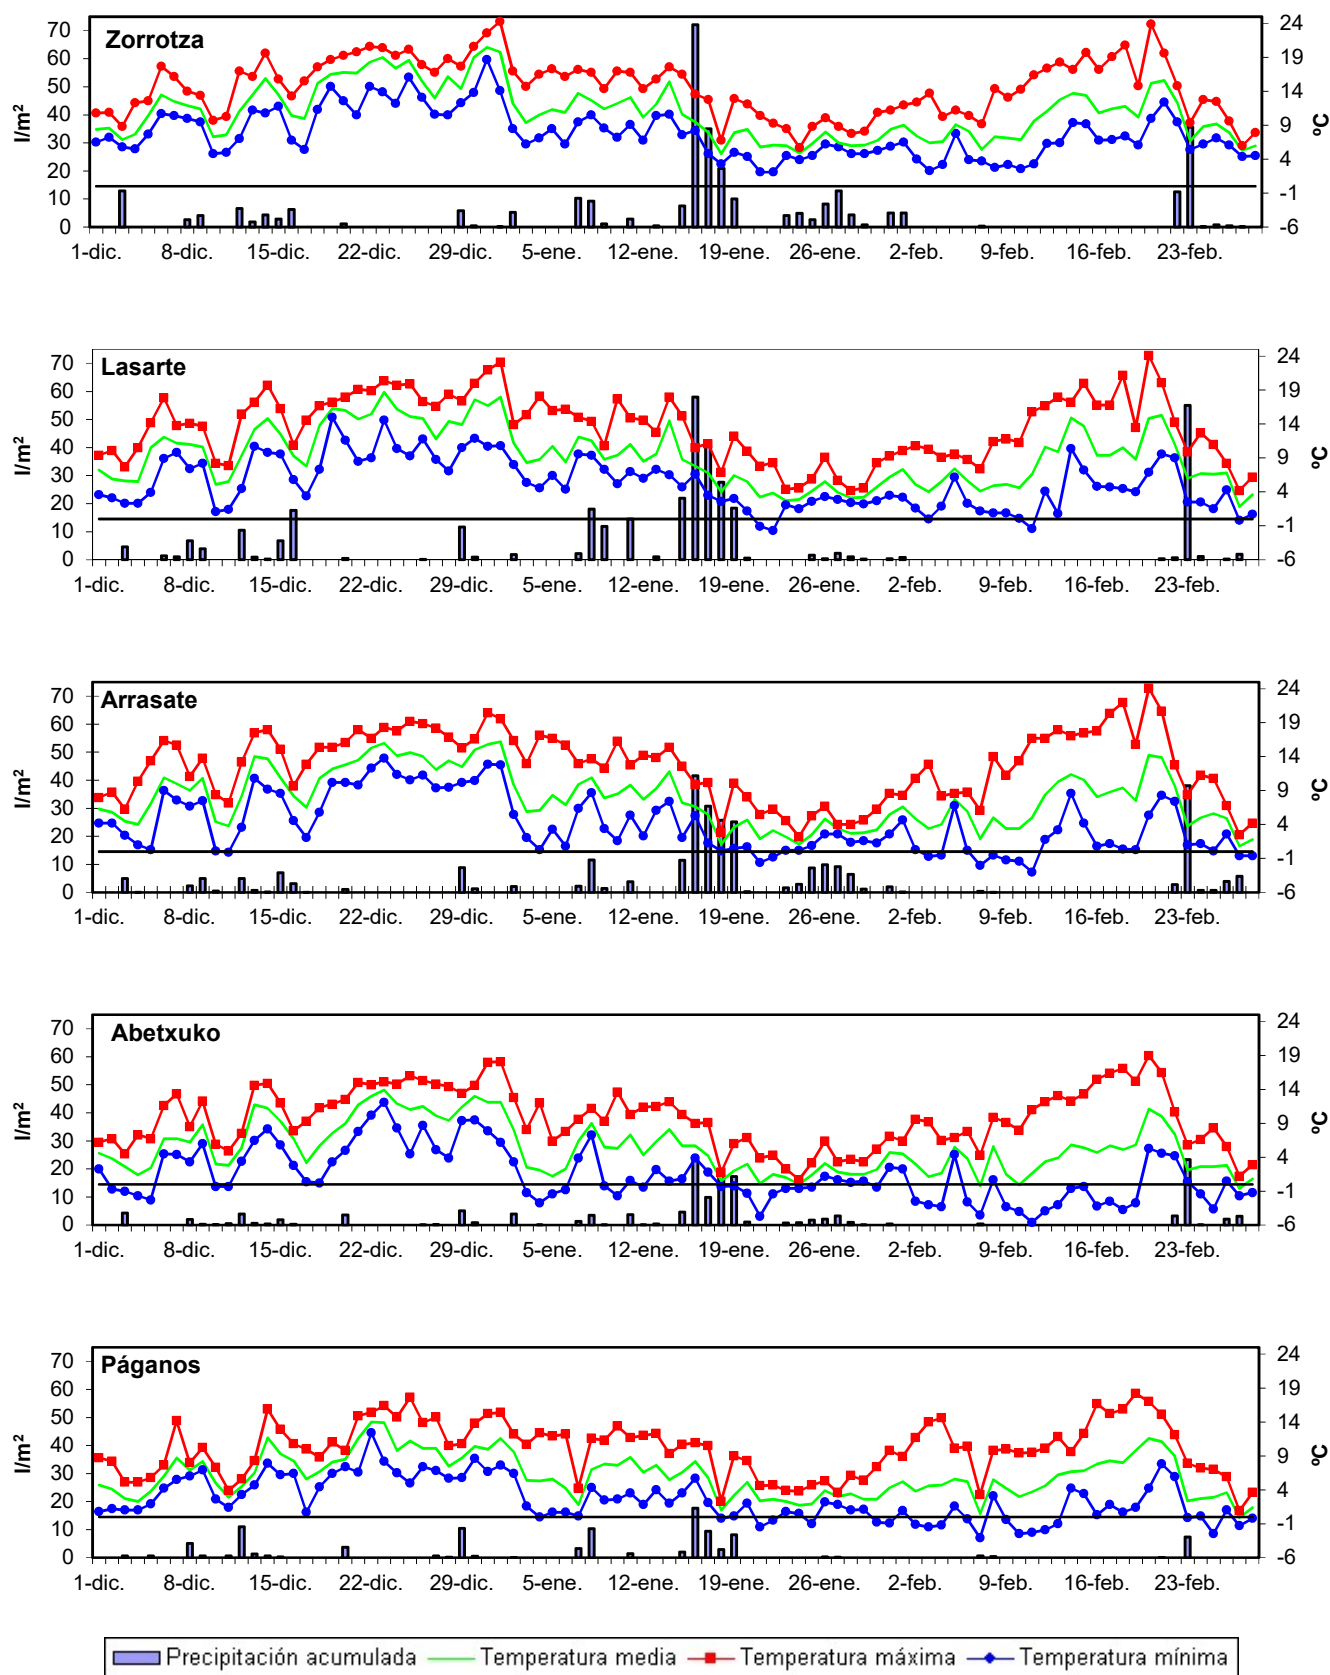 Zorrotza
70 60 50 40 30 20 10 0
l/m²
24 19 14 9 4 -1 -6
ºC
1-dic. 8-dic. 15-dic. 22-dic. 29-dic. 5-ene. 12-ene. 19-ene. 26-ene. 2-feb. 9-feb. 16-feb. 23-feb.
Lasarte
70 60 50 40 30 20 10 0
l/m²
24 19 14 9 4 -1 -6
ºC
1-dic. 8-dic. 15-dic. 22-dic. 29-dic. 5-ene. 12-ene. 19-ene. 26-ene. 2-feb. 9-feb. 16-feb. 23-feb.
Arrasate
70 60 50 40 30 20 10 0
l/m²
24 19 14 9 4 -1 -6
ºC
1-dic. 8-dic. 15-dic. 22-dic. 29-dic. 5-ene. 12-ene. 19-ene. 26-ene. 2-feb. 9-feb. 16-feb. 23-feb.
Abetxuko
70 60 50 40 30 20 10 0
l/m²
24 19 14 9 4 -1 -6
ºC
1-dic. 8-dic. 15-dic. 22-dic. 29-dic. 5-ene. 12-ene. 19-ene. 26-ene. 2-feb. 9-feb. 16-feb. 23-feb.
Páganos
70 60 50 40 30 20 10 0
l/m²
24 19 14 9 4 -1 -6
ºC
1-dic. 8-dic. 15-dic. 22-dic. 29-dic. 5-ene. 12-ene. 19-ene. 26-ene. 2-feb. 9-feb. 16-feb. 23-feb.
Precipitación acumulada Temperatura media Temperatura máxima Temperatura mínima